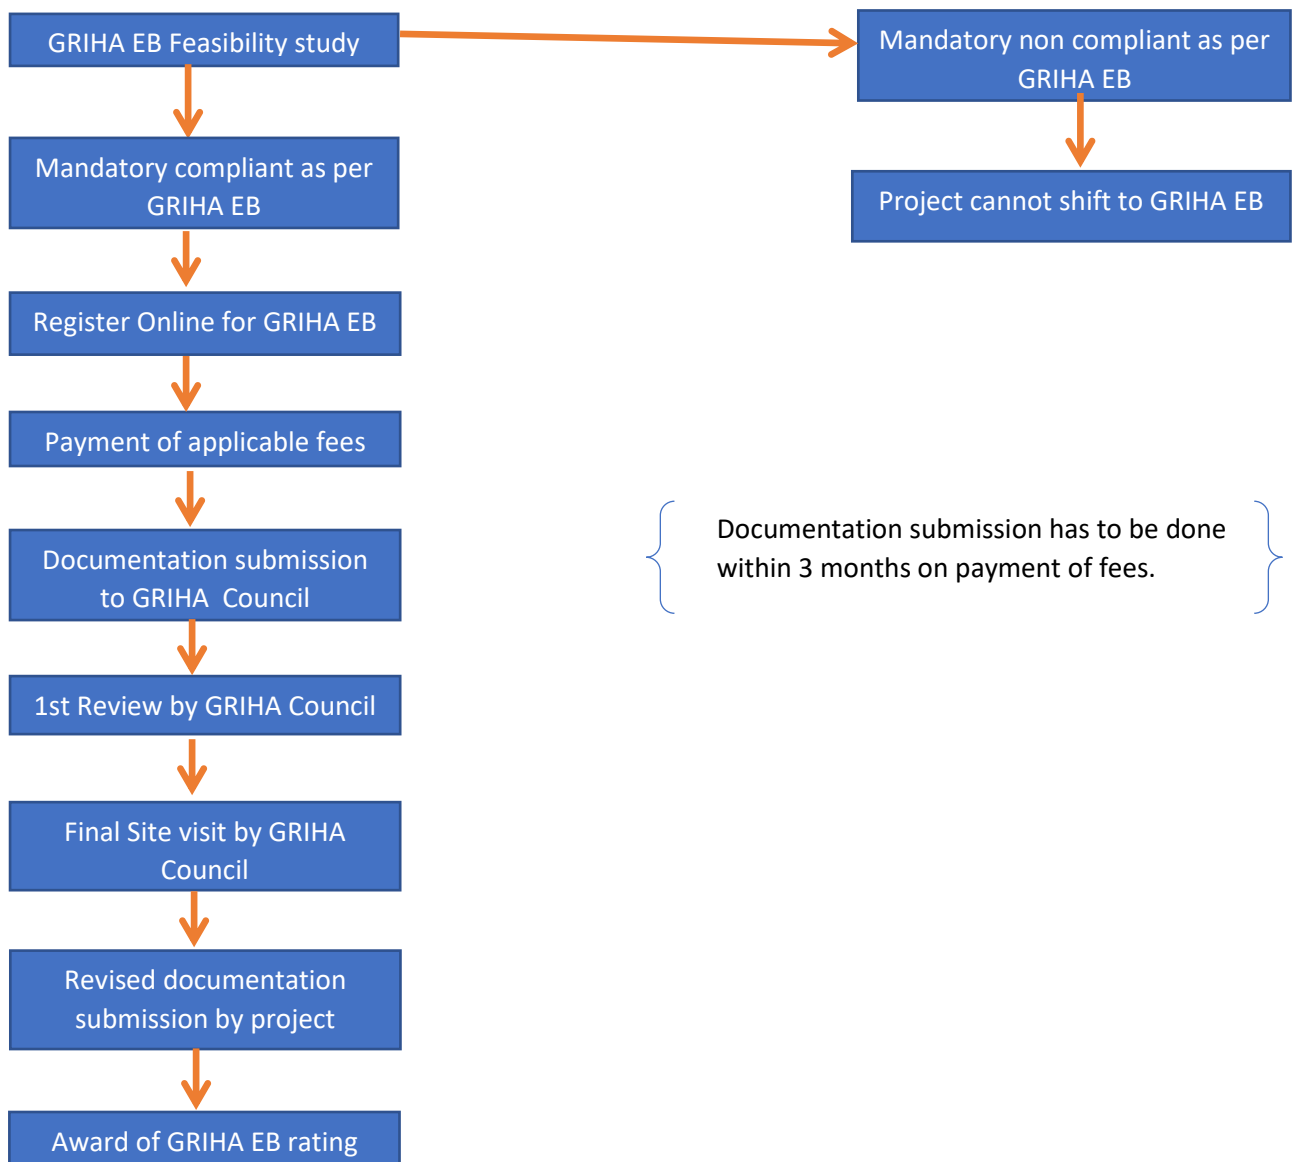 GRIHA EB Feasibility study
Mandatory non compliant as per
GRIHA EB
Mandatory compliant as per
GRIHA EB
Project cannot shift to GRIHA EB
Register Online for GRIHA EB
Payment of applicable fees
Documentation submission
to GRIHA  Council
Documentation submission has to be done
within 3 months on payment of fees.
1st Review by GRIHA Council
Final Site visit by GRIHA
Council
Revised documentation
submission by project
Award of GRIHA EB rating